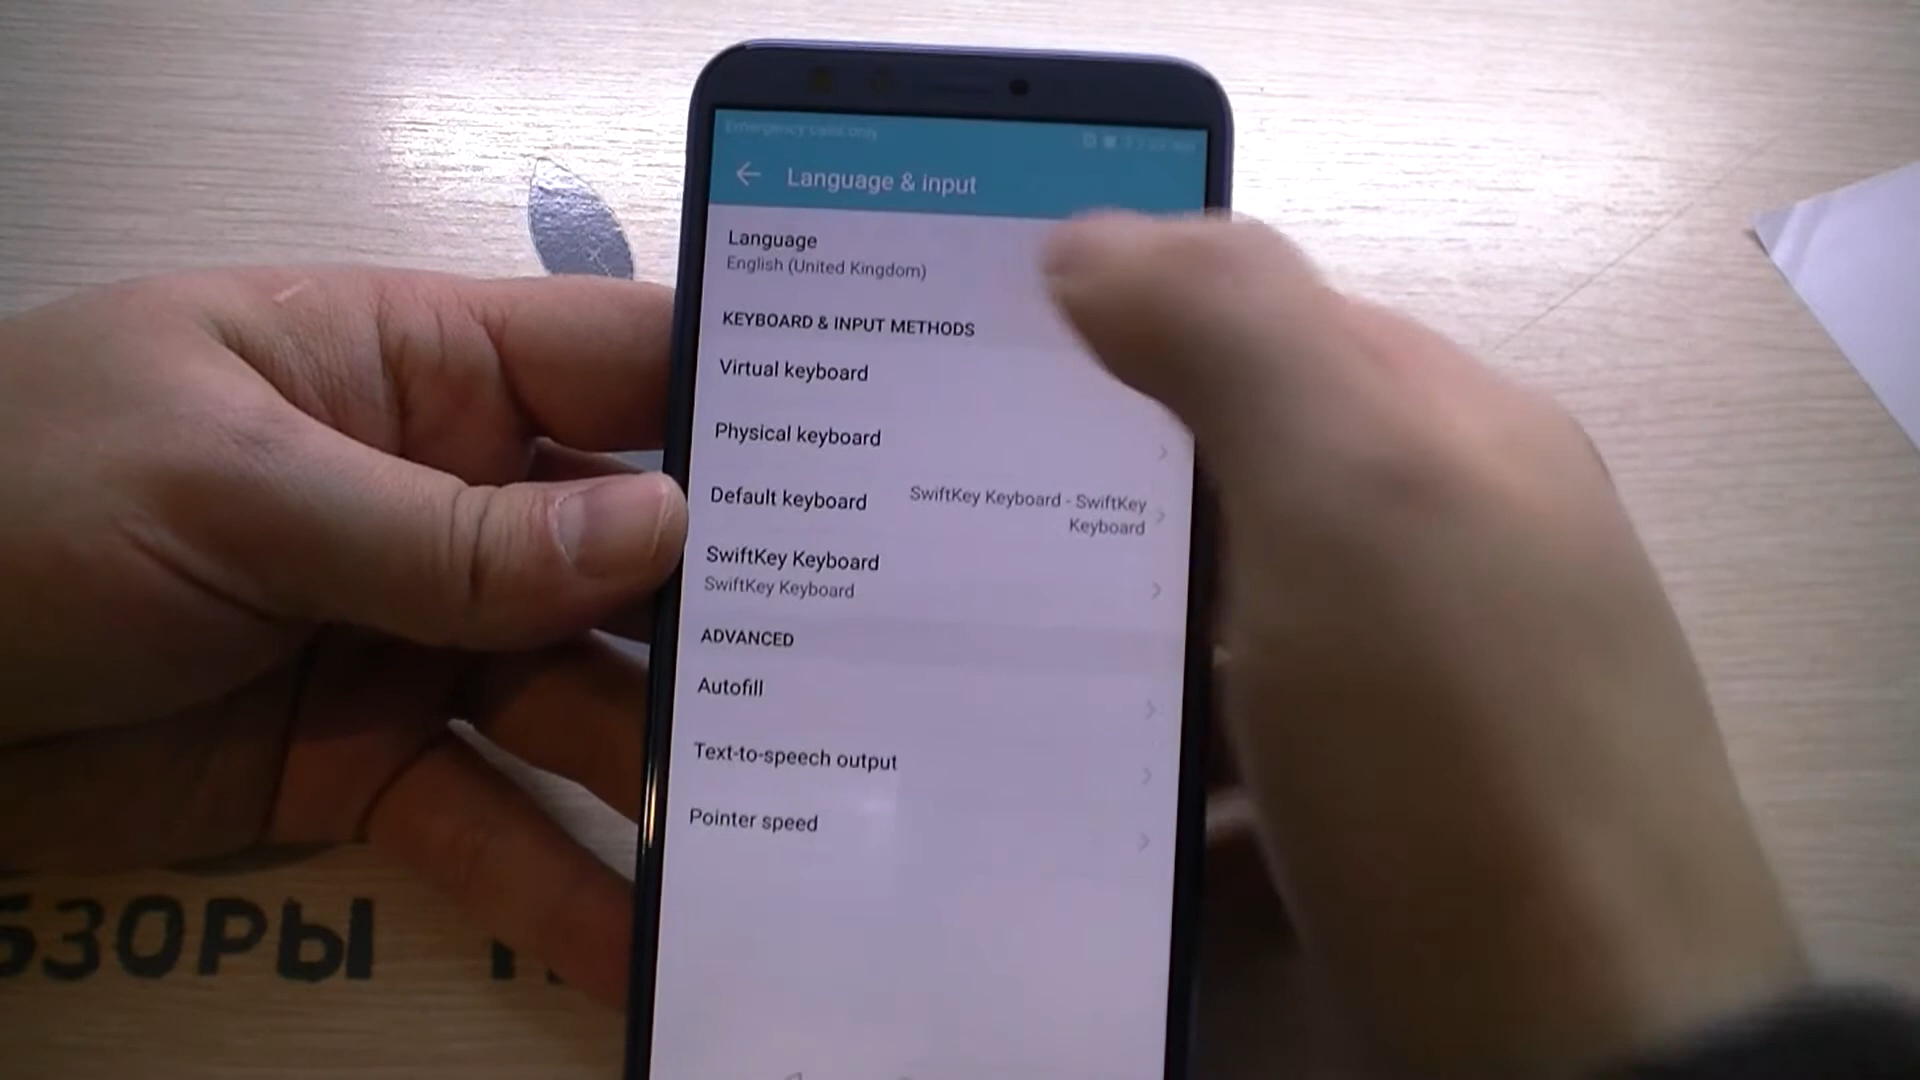 Emergency calls only
Language & input
Language
English (United Kingdom)
KEYBOARD & INPUT METHODS
Virtual keyboard
Physical keyboard
Default keyboard
SwiftKey Keyboard - SwiftKey
Keyboard
SwiftKey Keyboard
SwiftKey Keyboard
ADVANCED
Autofill
Text-to-speech output
Pointer speed
БЗОРЫ